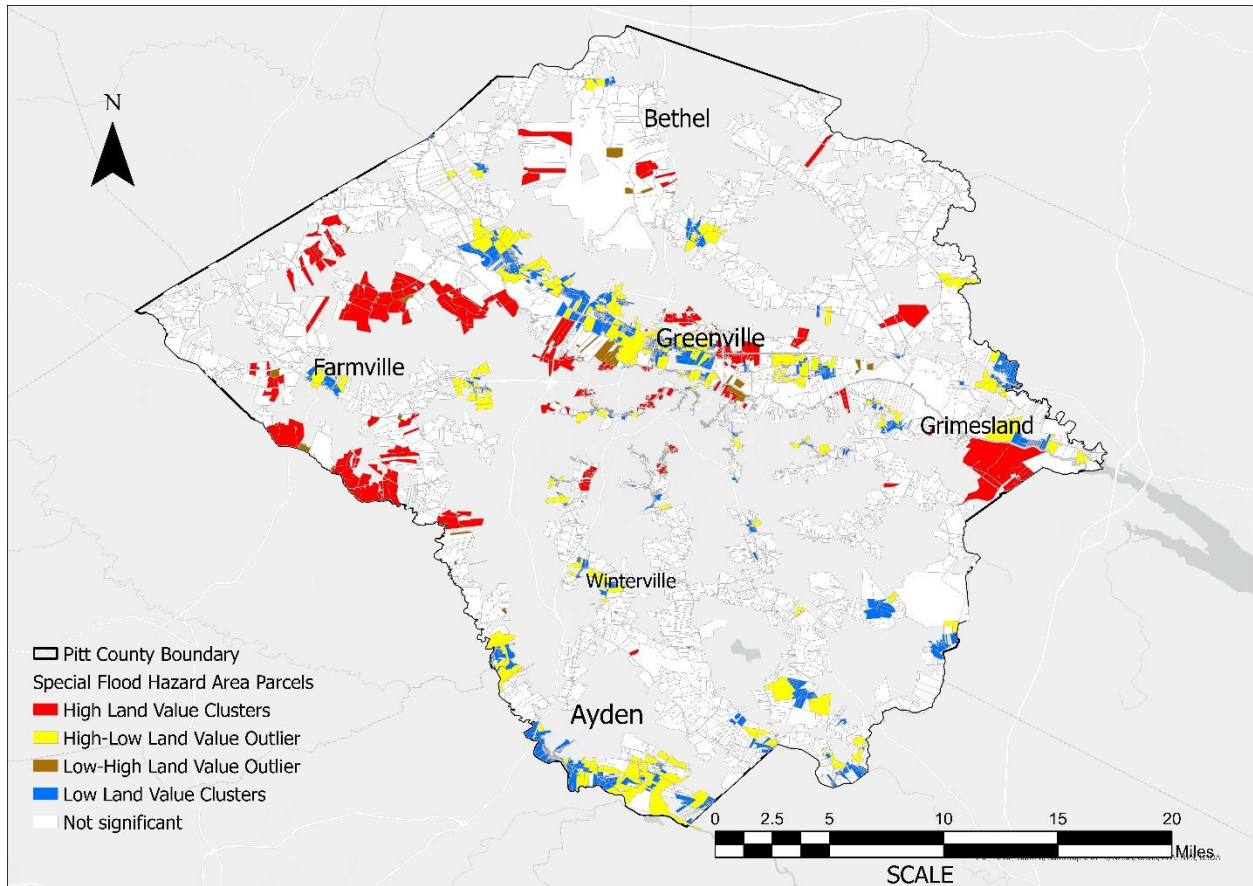 N
Bethel
Greenville
Farmville
Grimesland
Winterville
Ayden
Pitt County Boundary
Special Flood Hazard Area Parcels
High Land Value Clusters
High-Low Land Value Outlier
Low-High Land Value Outlier
Low Land Value Clusters
Not significant
0 2.5 5 10 15 20
Miles
SCALE